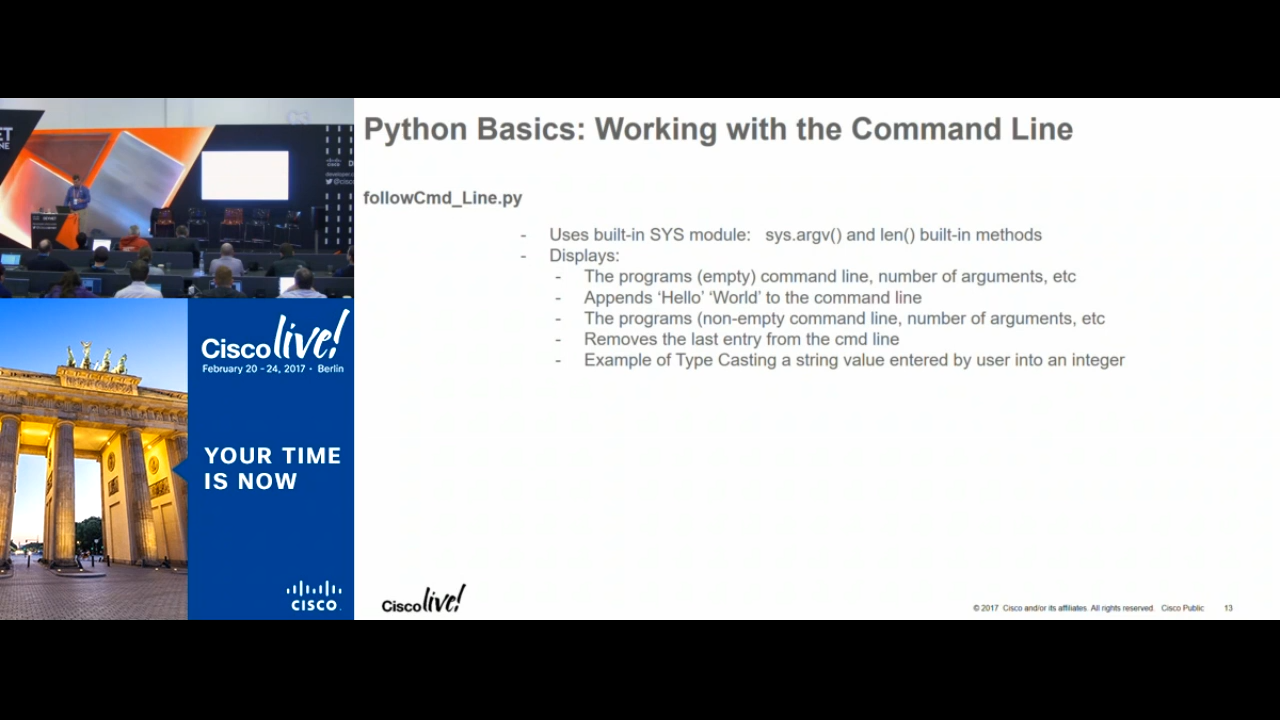 Python Basics: Working with the Command Line
followCmd_Line.py
- Uses built-in SYS module: sys.argv() and len() built-in methods
- Displays:
- The programs (empty) command line, number of arguments, etc
- Appends ‘Hello’ ‘World’ to the command line
- The programs (non-empty command line, number of arguments, etc
- Removes the last entry from the cmd line
- Example of Type Casting a string value entered by user into an integer
Cisco live!
© 2017 Cisco and/or its affiliates. All rights reserved. Cisco Public 13
Cisco live!
February 20 - 24, 2017 • Berlin
YOUR TIME
IS NOW
CISCO